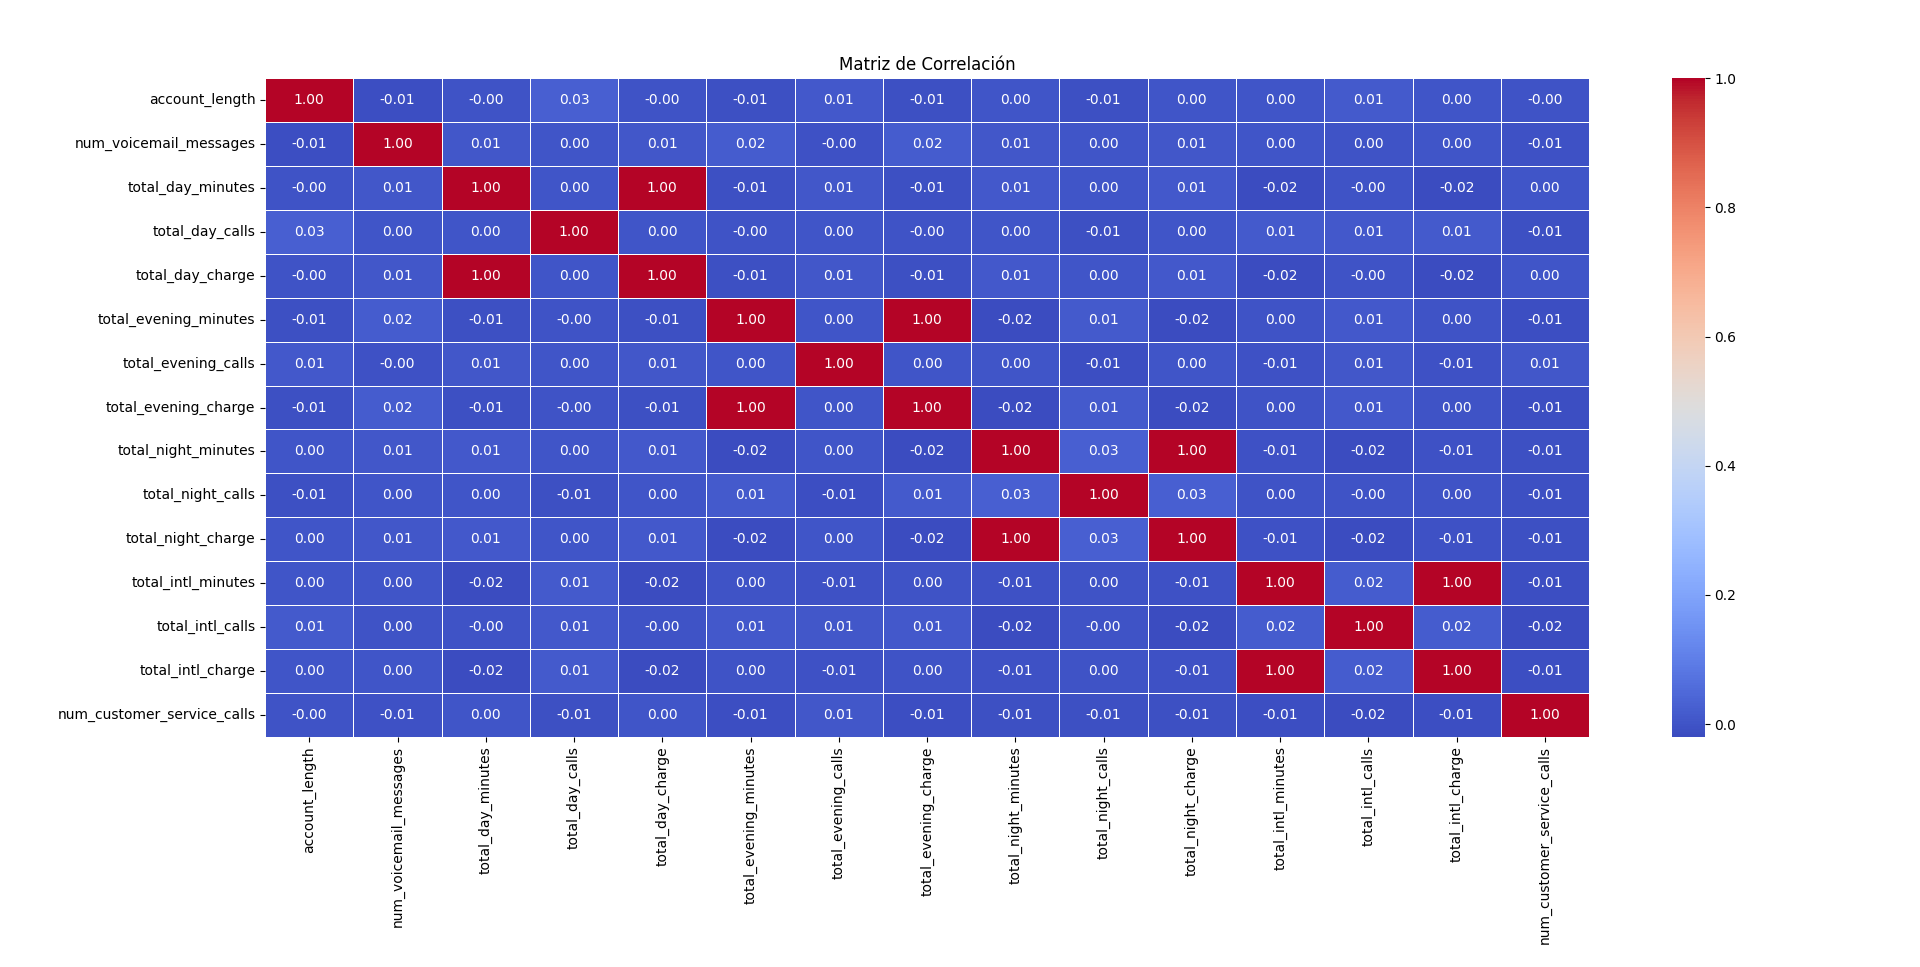 Matriz de Correlación
account_length 1.00 -0.01 -0.00 0.03 -0.00 -0.01 0.01 -0.01 0.00 -0.01 0.00 0.00 0.01 0.00 -0.00
num_voicemail_messages -0.01 1.00 0.01 0.00 0.01 0.02 -0.00 0.02 0.01 0.00 0.01 0.00 0.00 0.00 -0.01
total_day_minutes -0.00 0.01 1.00 0.00 1.00 -0.01 0.01 -0.01 0.01 0.00 0.01 -0.02 -0.00 -0.02 0.00
total_day_calls 0.03 0.00 0.00 1.00 0.00 -0.00 0.00 -0.00 0.00 -0.01 0.00 0.01 0.01 0.01 -0.01
total_day_charge -0.00 0.01 1.00 0.00 1.00 -0.01 0.01 -0.01 0.01 0.00 0.01 -0.02 -0.00 -0.02 0.00
total_evening_minutes -0.01 0.02 -0.01 -0.00 -0.01 1.00 0.00 1.00 -0.02 0.01 -0.02 0.00 0.01 0.00 -0.01
total_evening_calls 0.01 -0.00 0.01 0.00 0.01 0.00 1.00 0.00 0.00 -0.01 0.00 -0.01 0.01 -0.01 0.01
total_evening_charge -0.01 0.02 -0.01 -0.00 -0.01 1.00 0.00 1.00 -0.02 0.01 -0.02 0.00 0.01 0.00 -0.01
total_night_minutes 0.00 0.01 0.01 0.00 0.01 -0.02 0.00 -0.02 1.00 0.03 1.00 -0.01 -0.02 -0.01 -0.01
total_night_calls -0.01 0.00 0.00 -0.01 0.00 0.01 -0.01 0.01 0.03 1.00 0.03 0.00 -0.00 0.00 -0.01
total_night_charge 0.00 0.01 0.01 0.00 0.01 -0.02 0.00 -0.02 1.00 0.03 1.00 -0.01 -0.02 -0.01 -0.01
total_intl_minutes 0.00 0.00 -0.02 0.01 -0.02 0.00 -0.01 0.00 -0.01 0.00 -0.01 1.00 0.02 1.00 -0.01
total_intl_calls 0.01 0.00 -0.00 0.01 -0.00 0.01 0.01 0.01 -0.02 -0.00 -0.02 0.02 1.00 0.02 -0.02
total_intl_charge 0.00 0.00 -0.02 0.01 -0.02 0.00 -0.01 0.00 -0.01 0.00 -0.01 1.00 0.02 1.00 -0.01
num_customer_service_calls -0.00 -0.01 0.00 -0.01 0.00 -0.01 0.01 -0.01 -0.01 -0.01 -0.01 -0.01 -0.02 -0.01 1.00
account_length
num_voicemail_messages
total_day_minutes
total_day_calls
total_day_charge
total_evening_minutes
total_evening_calls
total_evening_charge
total_night_minutes
total_night_calls
total_night_charge
total_intl_minutes
total_intl_calls
total_intl_charge
num_customer_service_calls
1.0
0.8
0.6
0.4
0.2
0.0